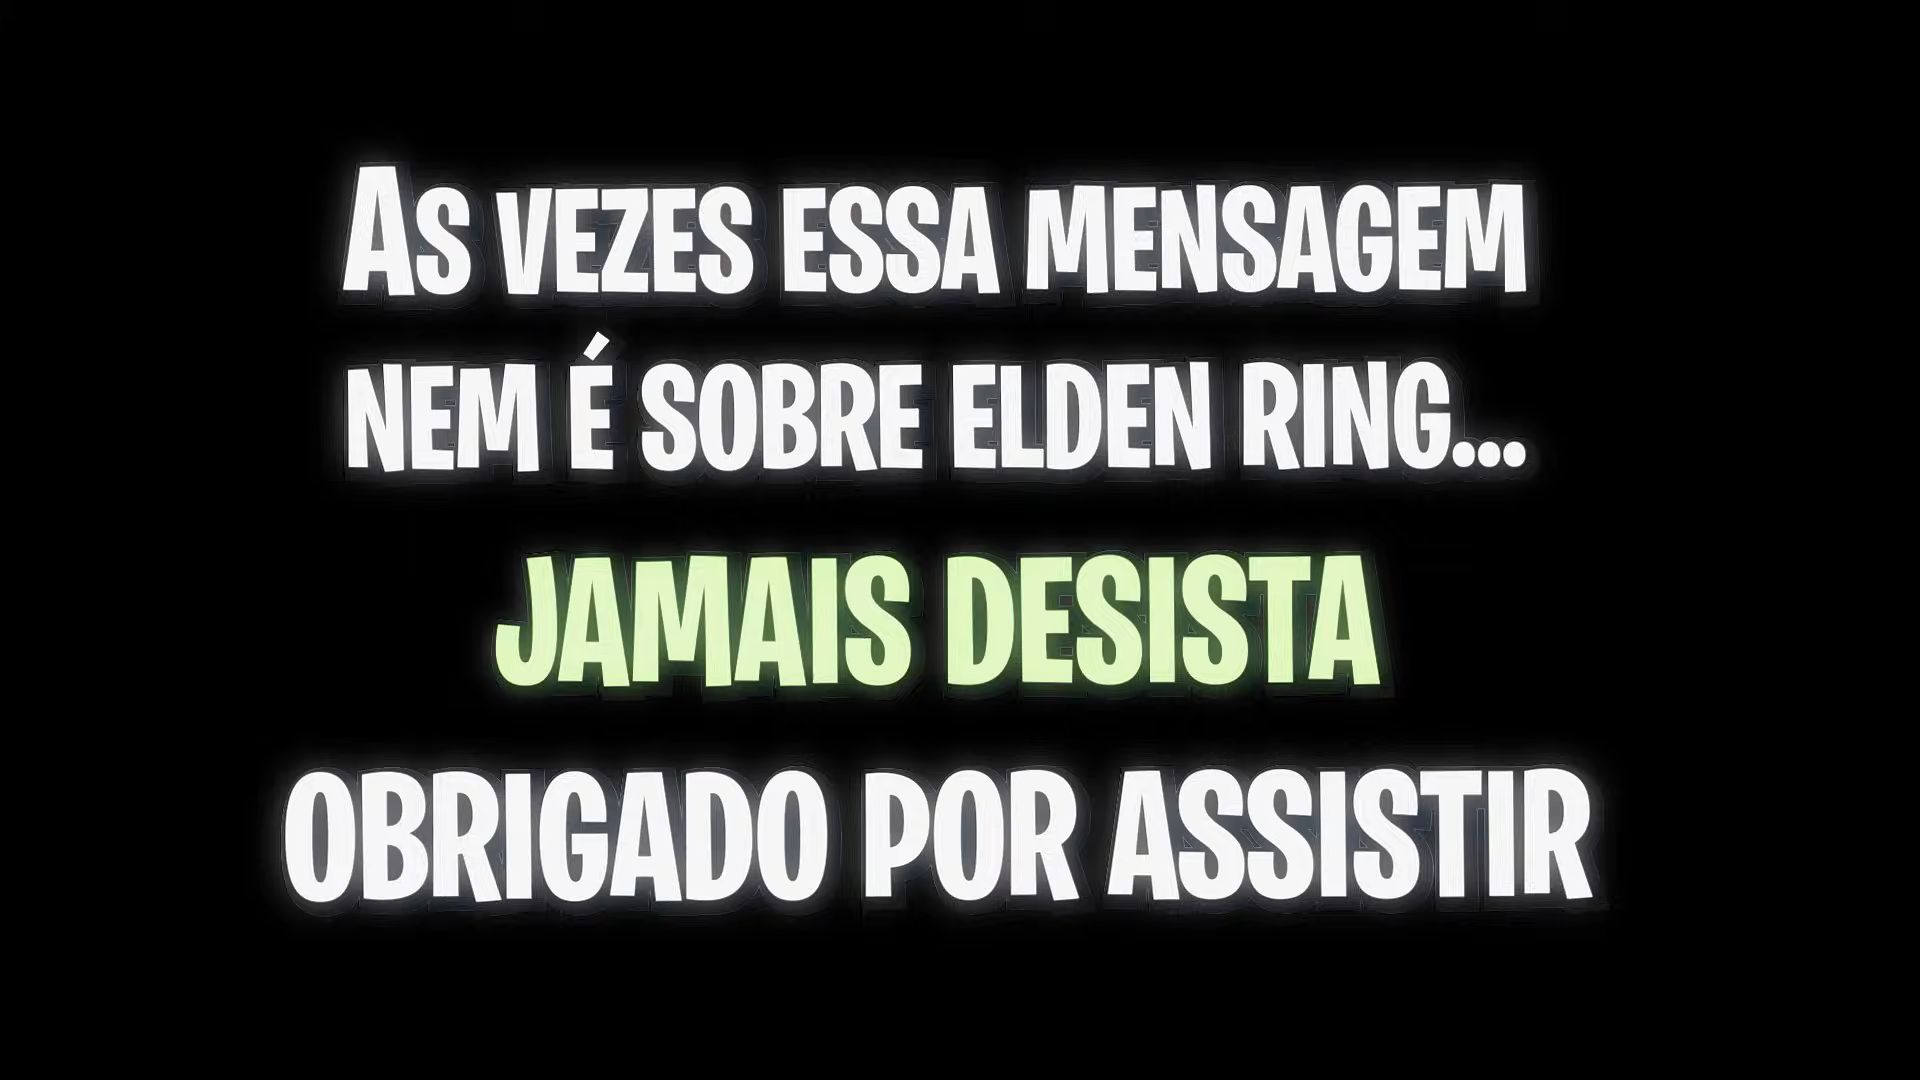 AS VEZES ESSA MENSAGEM
NEM É SOBRE ELDEN RING...
JAMAIS DESISTA
OBRIGADO POR ASSISTIR